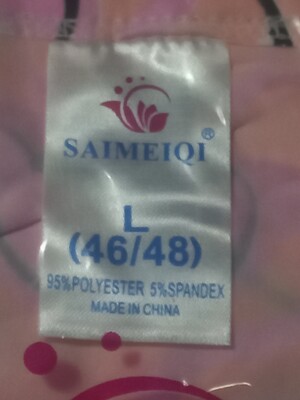 SAIMEIQI®
L
(46/48)
95%POLYESTER 5%SPANDEX
MADE IN CHINA